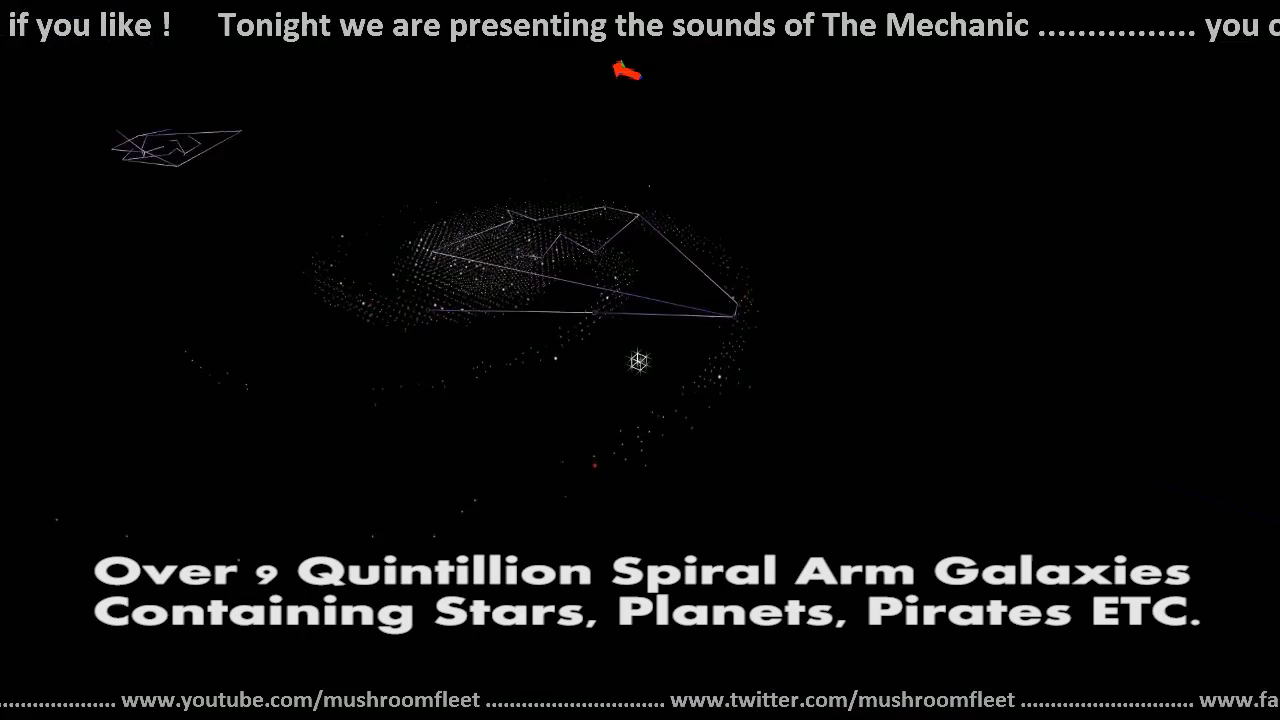 if you like ! Tonight we are presenting the sounds of The Mechanic ................ you
Over 9 Quintillion Spiral Arm Galaxies
Containing Stars, Planets, Pirates ETC.
.................... www.youtube.com/mushroomfleet ............................... www.twitter.com/mushroomfleet ............................... www.fa